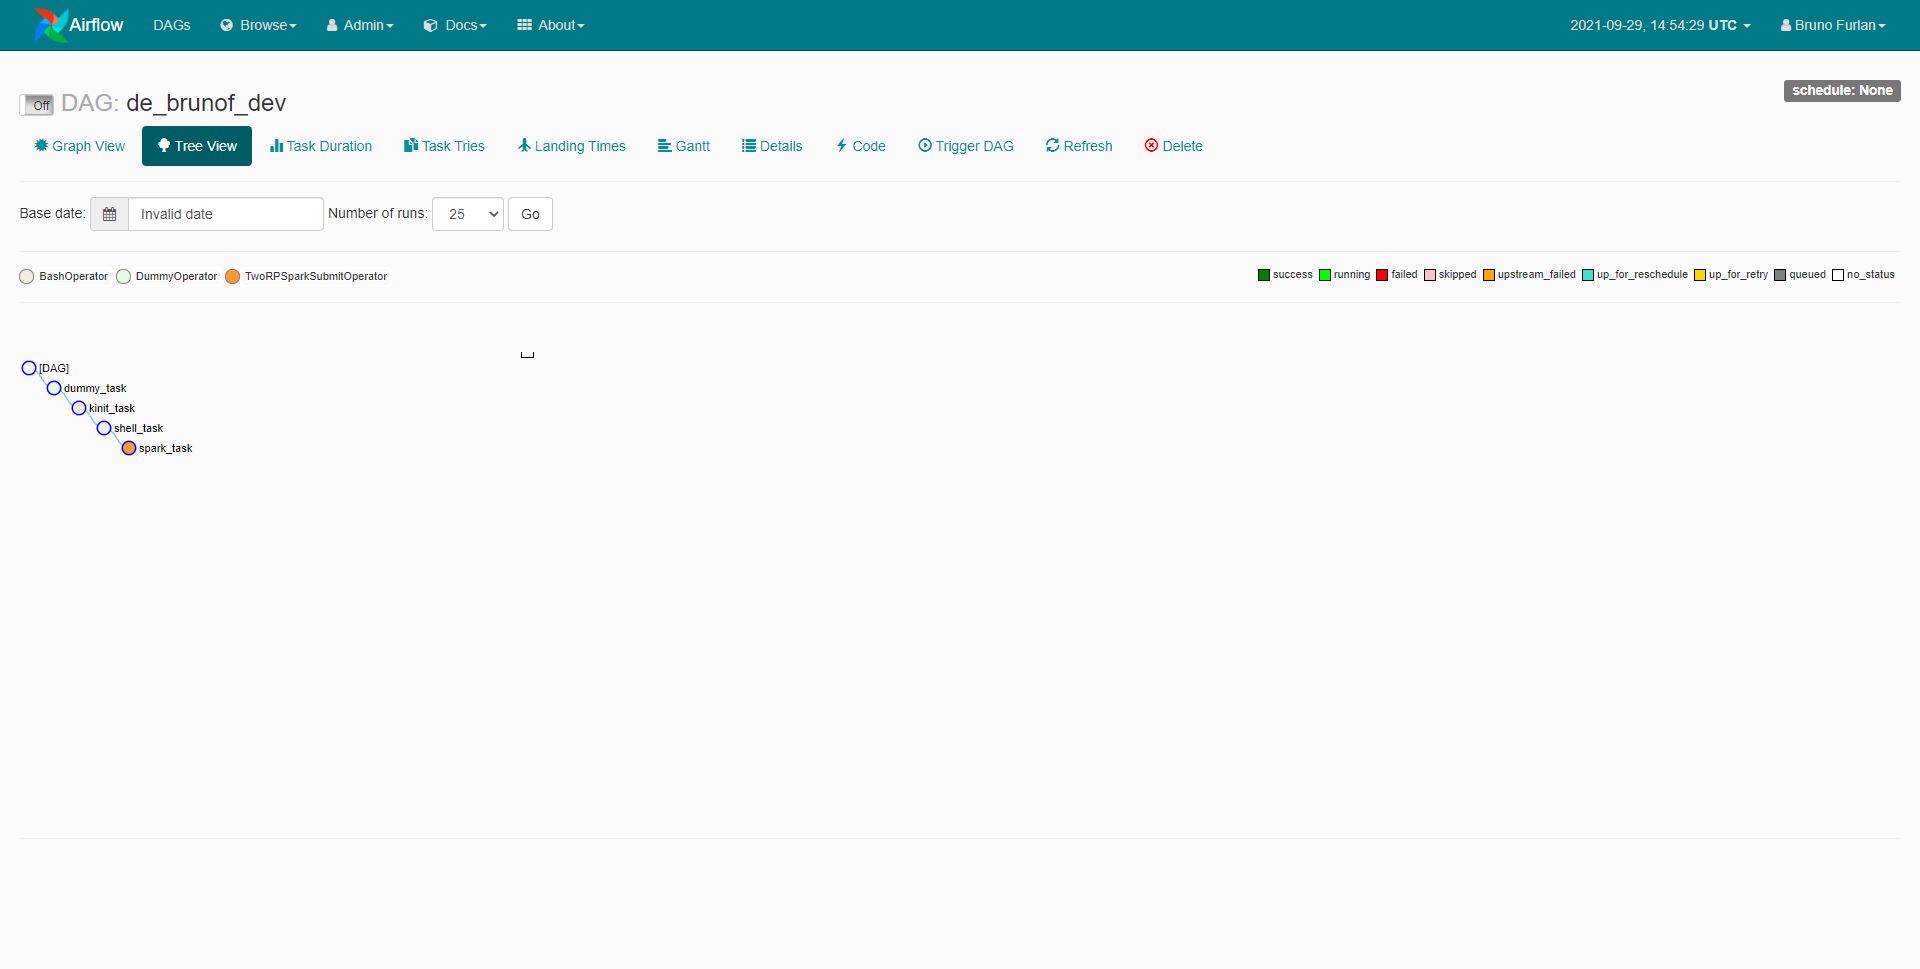 Airflow DAGs Browse Admin Docs About 2021-09-29, 14:54:29 UTC Bruno Furlan
schedule: None
Off DAG: de_brunof_dev
Graph View Tree View Task Duration Task Tries Landing Times Gantt Details Code Trigger DAG Refresh Delete
Base date: Invalid date Number of runs: 25 Go
BashOperator DummyOperator TwoRPSparkSubmitOperator success running failed skipped upstream_failed up_for_reschedule up_for_retry queued no_status
[DAG]
dummy_task
kinit_task
shell_task
spark_task